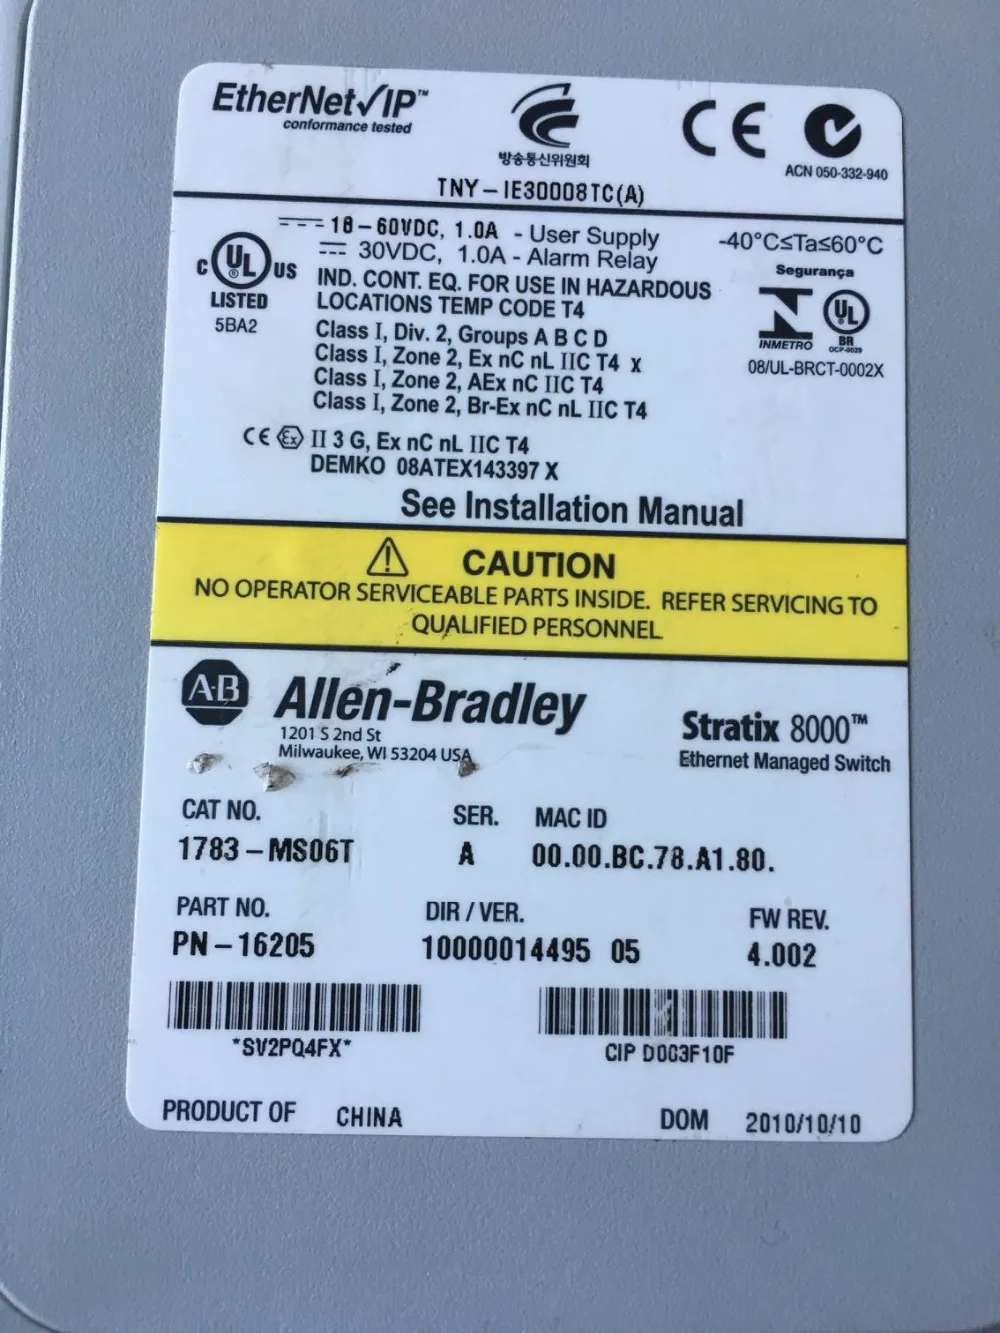 EtherNet/IP™
conformance tested
방송통신위원회
ACN 050-332-940
TNY-IE30008TC(A)
18-60VDC, 1.0A - User Supply
30VDC, 1.0A - Alarm Relay
-40°C≤Ta≤60°C
C UL US
LISTED
5BA2
IND. CONT. EQ. FOR USE IN HAZARDOUS
LOCATIONS TEMP CODE T4
Class I, Div. 2, Groups A B C D
Class I, Zone 2, Ex nC nL IIC T4 x
Class I, Zone 2, AEx nC IIC T4
Class I, Zone 2, Br-Ex nC nL IIC T4
Segurança
INMETRO
UL
BR
OCP-0029
08/UL-BRCT-0002X
CE Ex II 3 G, Ex nC nL IIC T4
DEMKO 08ATEX143397 X
See Installation Manual
CAUTION
NO OPERATOR SERVICEABLE PARTS INSIDE. REFER SERVICING TO
QUALIFIED PERSONNEL
A-B Allen-Bradley
1201 S 2nd St
Milwaukee, WI 53204 USA
Stratix 8000™
Ethernet Managed Switch
CAT NO. SER. MAC ID
1783-MS06T A 00.00.BC.78.A1.80.
PART NO. DIR / VER. FW REV.
PN-16205 10000014495 05 4.002
*SV2PQ4FX* CIP D003F10F
PRODUCT OF CHINA DOM 2010/10/10